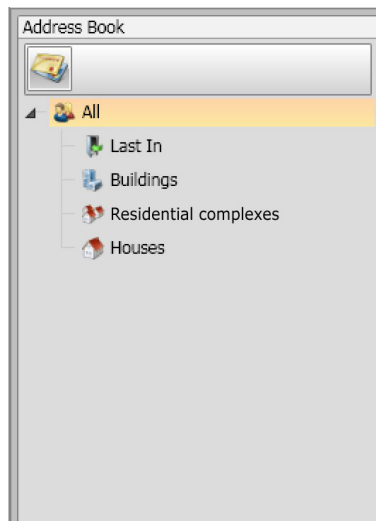 Address Book
All
Last In
Buildings
Residential complexes
Houses